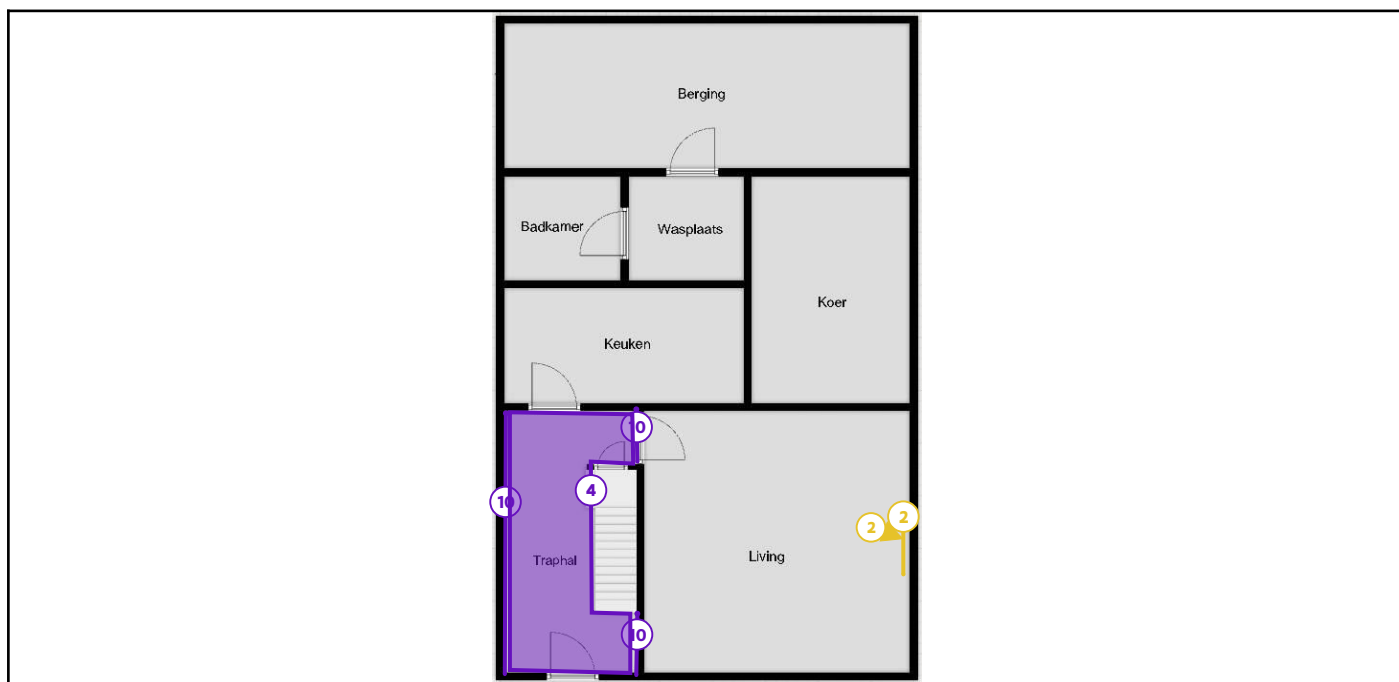 Berging
Badkamer
Wasplaats
Koer
Keuken
10
4
10
2
2
Living
Traphal
10